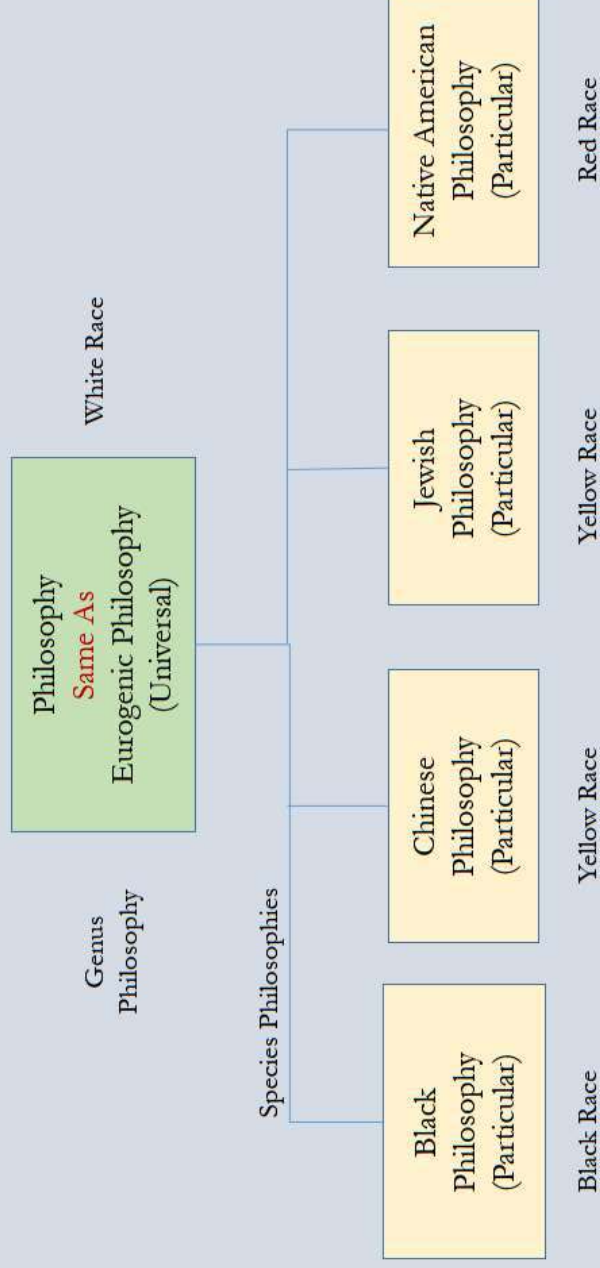 Genus
Philosophy
Philosophy
Same As
Eurogenic Philosophy
(Universal)
White Race
Species Philosophies
Black
Philosophy
(Particular)
Chinese
Philosophy
(Particular)
Jewish
Philosophy
(Particular)
Native American
Philosophy
(Particular)
Black Race
Yellow Race
Yellow Race
Red Race